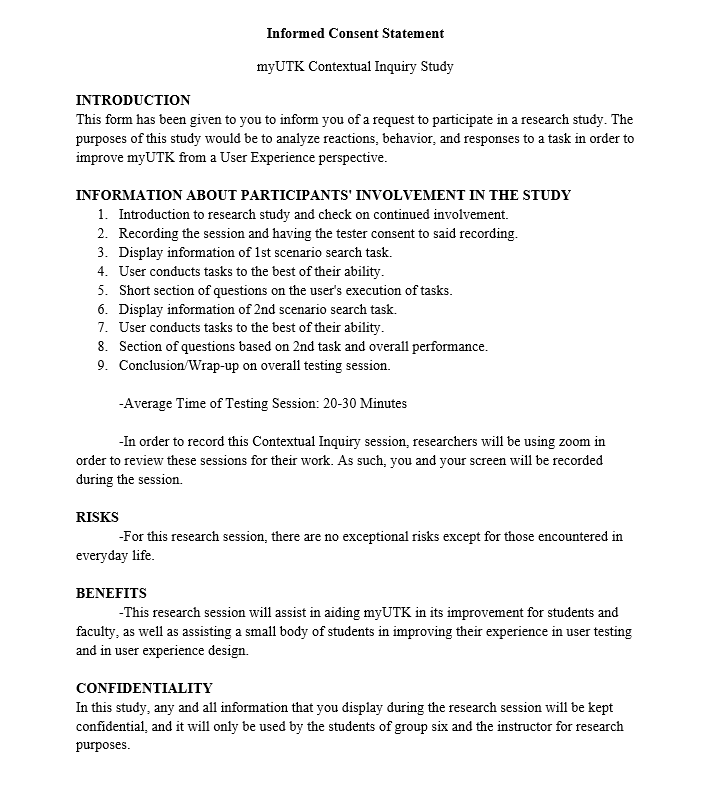 Informed Consent Statement
myUTK Contextual Inquiry Study
INTRODUCTION
This form has been given to you to inform you of a request to participate in a research study. The
purposes of this study would be to analyze reactions, behavior, and responses to a task in order to
improve myUTK from a User Experience perspective.
INFORMATION ABOUT PARTICIPANTS' INVOLVEMENT IN THE STUDY
1. Introduction to research study and check on continued involvement.
2. Recording the session and having the tester consent to said recording.
3. Display information of 1st scenario search task.
4. User conducts tasks to the best of their ability.
5. Short section of questions on the user's execution of tasks.
6. Display information of 2nd scenario search task.
7. User conducts tasks to the best of their ability.
8. Section of questions based on 2nd task and overall performance.
9. Conclusion/Wrap-up on overall testing session.
-Average Time of Testing Session: 20-30 Minutes
-In order to record this Contextual Inquiry session, researchers will be using zoom in
order to review these sessions for their work. As such, you and your screen will be recorded
during the session.
RISKS
-For this research session, there are no exceptional risks except for those encountered in
everyday life.
BENEFITS
-This research session will assist in aiding myUTK in its improvement for students and
faculty, as well as assisting a small body of students in improving their experience in user testing
and in user experience design.
CONFIDENTIALITY
In this study, any and all information that you display during the research session will be kept
confidential, and it will only be used by the students of group six and the instructor for research
purposes.